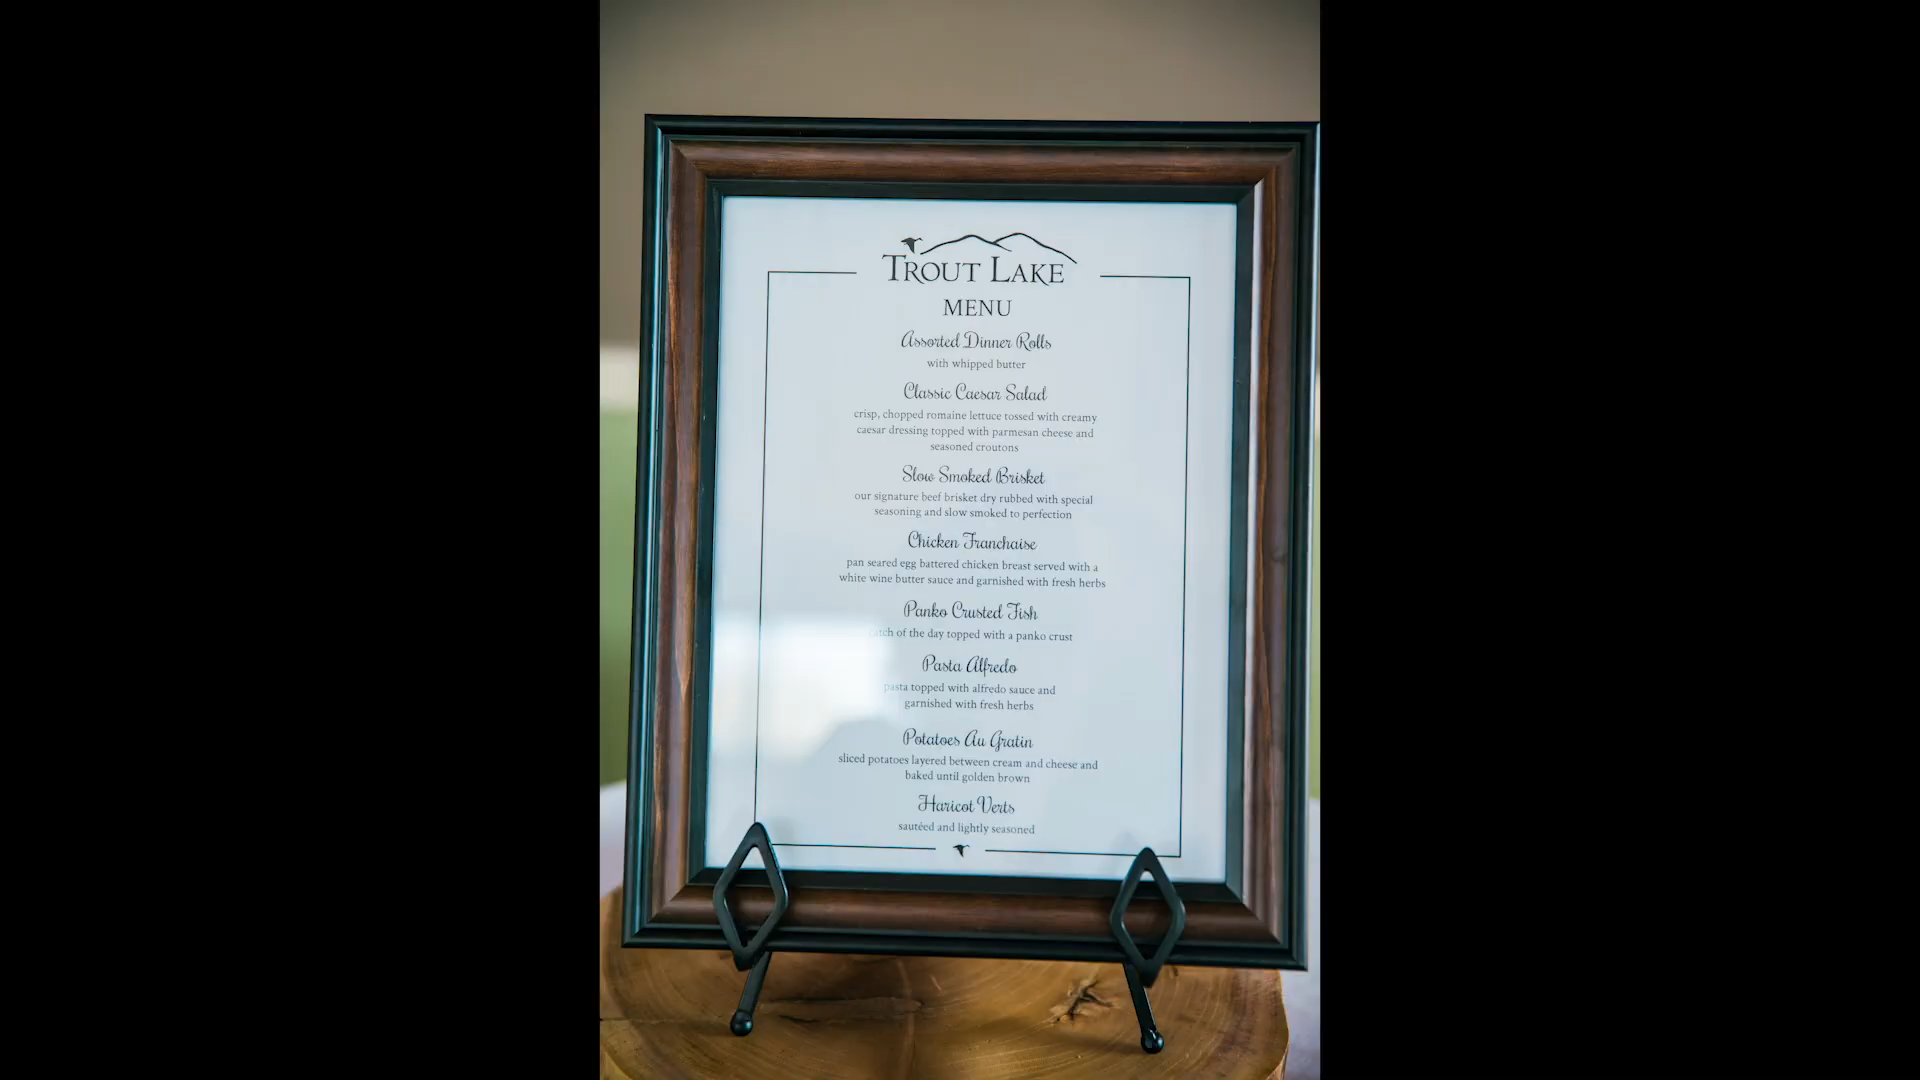 TROUT LAKE
MENU
Assorted Dinner Rolls
with whipped butter
Classic Caesar Salad
crisp, chopped romaine lettuce tossed with creamy
caesar dressing topped with parmesan cheese and
seasoned croutons
Slow Smoked Brisket
our signature beef brisket dry rubbed with special
seasoning and slow smoked to perfection
Chicken Franchaise
pan seared egg battered chicken breast served with a
white wine butter sauce and garnished with fresh herbs
Panko Crusted Fish
catch of the day topped with a panko crust
Pasta Alfredo
pasta topped with alfredo sauce and
garnished with fresh herbs
Potatoes Au Gratin
sliced potatoes layered between cream and cheese and
baked until golden brown
Haricot Verts
sautéed and lightly seasoned